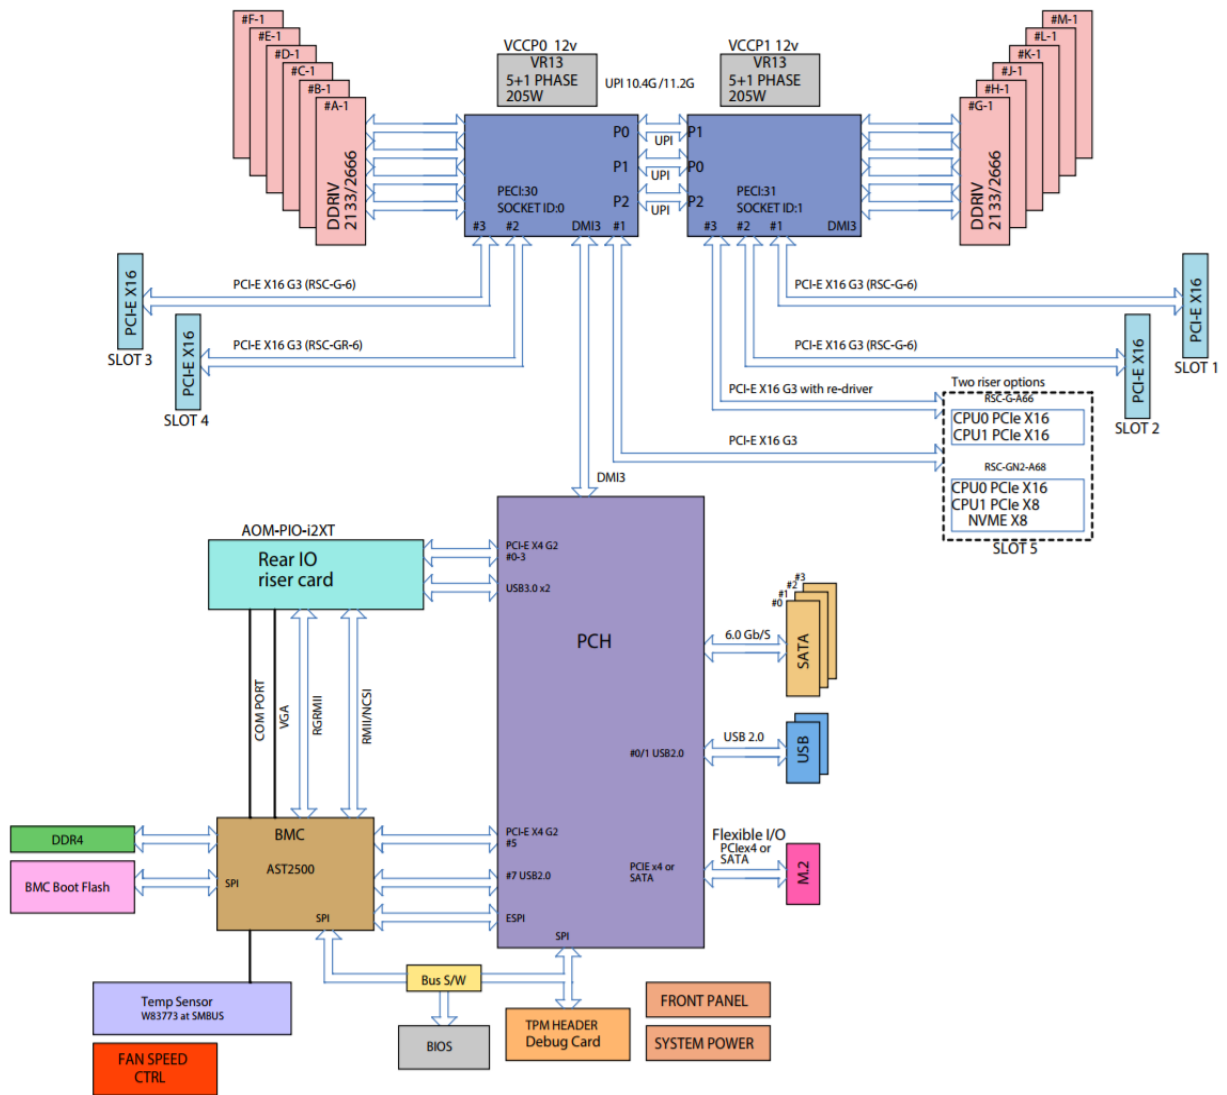 #F-1
#E-1
#D-1
#C-1
#B-1
#A-1
DDRIV
2133/2666
VCCP0 12v
VR13
5+1 PHASE
205W
UPI 10.4G/11.2G
VCCP1 12v
VR13
5+1 PHASE
205W
#M-1
#L-1
#K-1
#J-1
#H-1
#G-1
DDRIV
2133/2666
P0
P1
P2
PECI:30
SOCKET ID:0
#3
#2
DMI3
#1
UPI
UPI
UPI
P1
P0
P2
PECI:31
SOCKET ID:1
#3
#2
#1
DMI3
PCI-E X16
SLOT 3
PCI-E X16 G3 (RSC-G-6)
PCI-E X16
SLOT 4
PCI-E X16 G3 (RSC-GR-6)
PCI-E X16 G3 (RSC-G-6)
PCI-E X16
SLOT 1
PCI-E X16 G3 (RSC-G-6)
PCI-E X16
SLOT 2
PCI-E X16 G3 with re-driver
PCI-E X16 G3
Two riser options
RSC-G-A66
CPU0 PCIe X16
CPU1 PCIe X16
RSC-GN2-A68
CPU0 PCIe X16
CPU1 PCIe X8
NVME X8
SLOT 5
DMI3
AOM-PIO-i2XT
Rear IO
riser card
PCI-E X4 G2
#0-3
USB3.0 x2
PCH
6.0 Gb/S
#3
#2
#1
#0
SATA
COM PORT
VGA
RGRMII
RMII/NCSI
#0/1 USB2.0
USB 2.0
USB
DDR4
BMC Boot Flash
BMC
AST2500
SPI
SPI
PCI-E X4 G2
#5
#7 USB2.0
ESPI
SPI
PCIE x4 or
SATA
Flexible I/O
PCIex4 or
SATA
M.2
Bus S/W
BIOS
TPM HEADER
Debug Card
FRONT PANEL
SYSTEM POWER
Temp Sensor
W83773 at SMBUS
FAN SPEED
CTRL